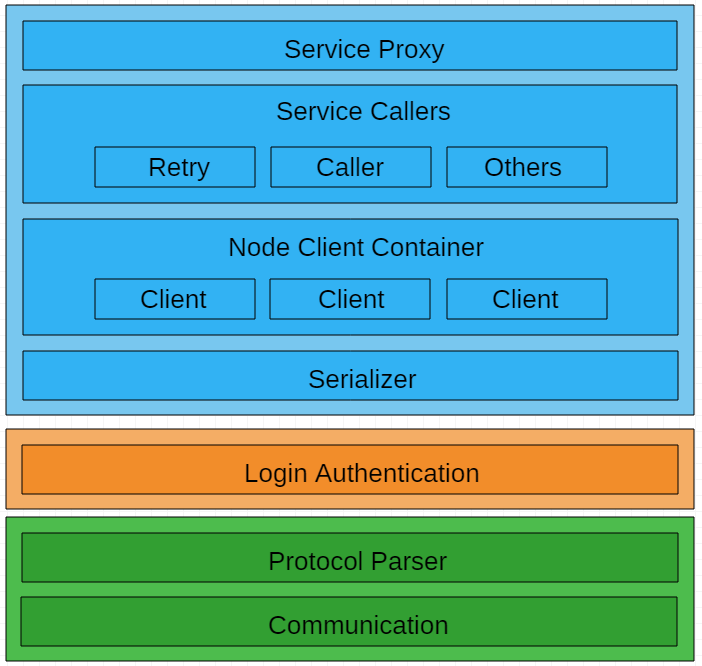 Service Proxy
Service Callers
Retry
Caller
Others
Node Client Container
Client
Client
Client
Serializer
Login Authentication
Protocol Parser
Communication